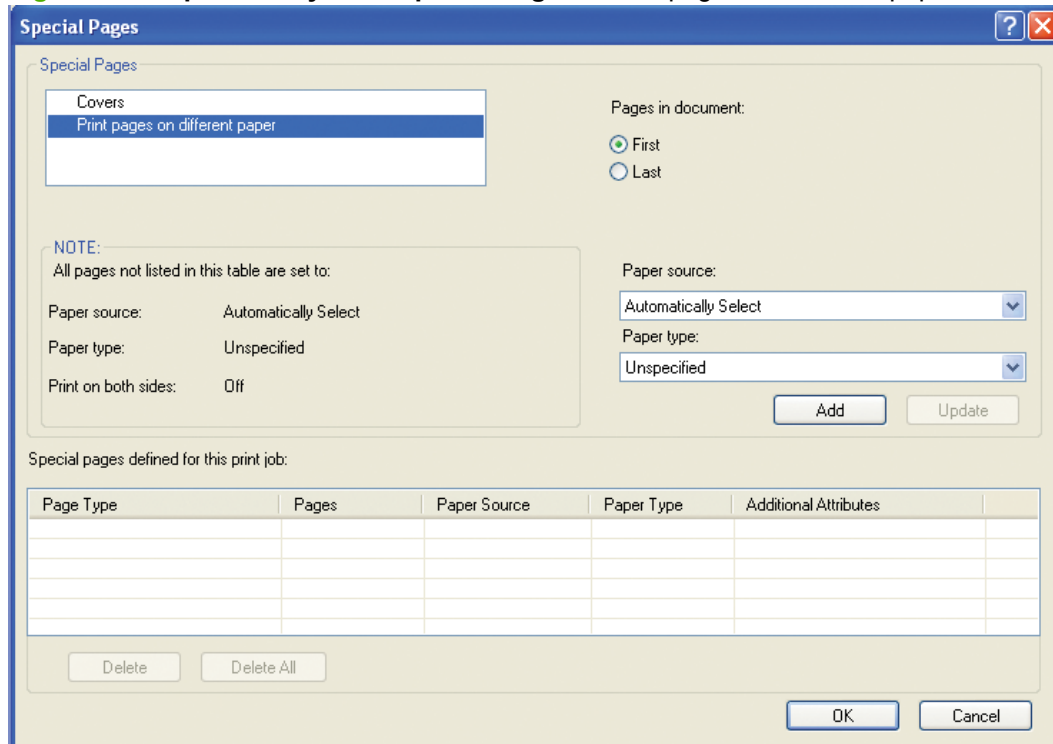 Special Pages
Special Pages
Covers
Print pages on different paper
Pages in document:
First
Last
NOTE:
All pages not listed in this table are set to:
Paper source: Automatically Select
Paper type: Unspecified
Print on both sides: Off
Paper source:
Automatically Select
Paper type:
Unspecified
Add Update
Special pages defined for this print job:
Page Type Pages Paper Source Paper Type Additional Attributes
Delete Delete All
OK Cancel